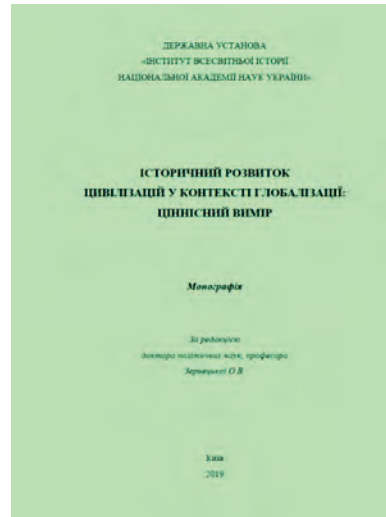 ДЕРЖАВНА УСТАНОВА
«ІНСТИТУТ ВСЕСВІТНЬОЇ ІСТОРІЇ
НАЦІОНАЛЬНОЇ АКАДЕМІЇ НАУК УКРАЇНИ»
ІСТОРИЧНИЙ РОЗВИТОК
ЦИВІЛІЗАЦІЙ У КОНТЕКСТІ ГЛОБАЛІЗАЦІЇ:
ЦІННІСНИЙ ВИМІР
Монографія
За редакцією
доктора політичних наук, професора
Зернецької О.В.
Київ
2019